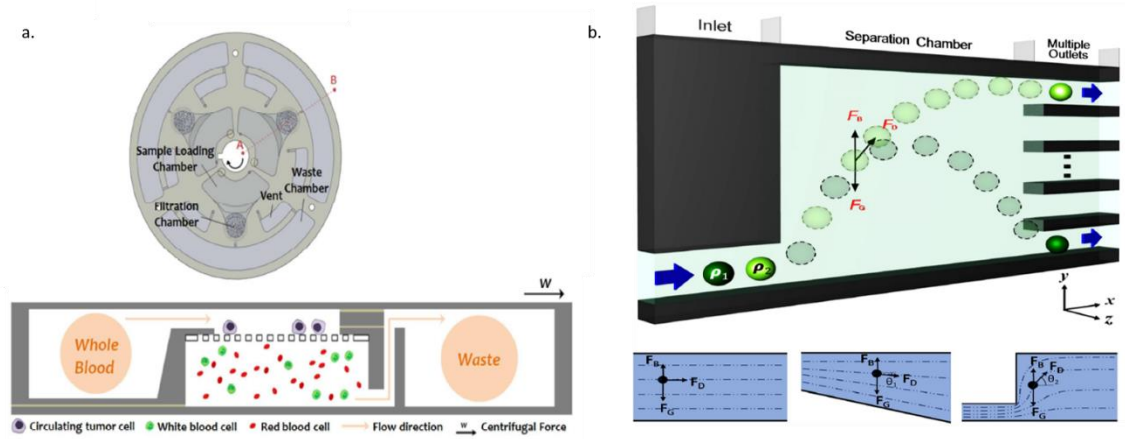 a.
B
A
Sample Loading
Chamber
Waste
Chamber
Vent
Filtration
Chamber
W
Whole
Blood
Waste
Circulating tumor cell
White blood cell
Red blood cell
Flow direction
W
Centrifugal Force
b.
Inlet
Separation Chamber
Multiple
Outlets
F_B
F_D
F_G
ρ1
ρ2
y
x
z
F_B
F_D
F_G
F_B
F_D
θ1
F_G
F_B
F_D
θ2
F_G